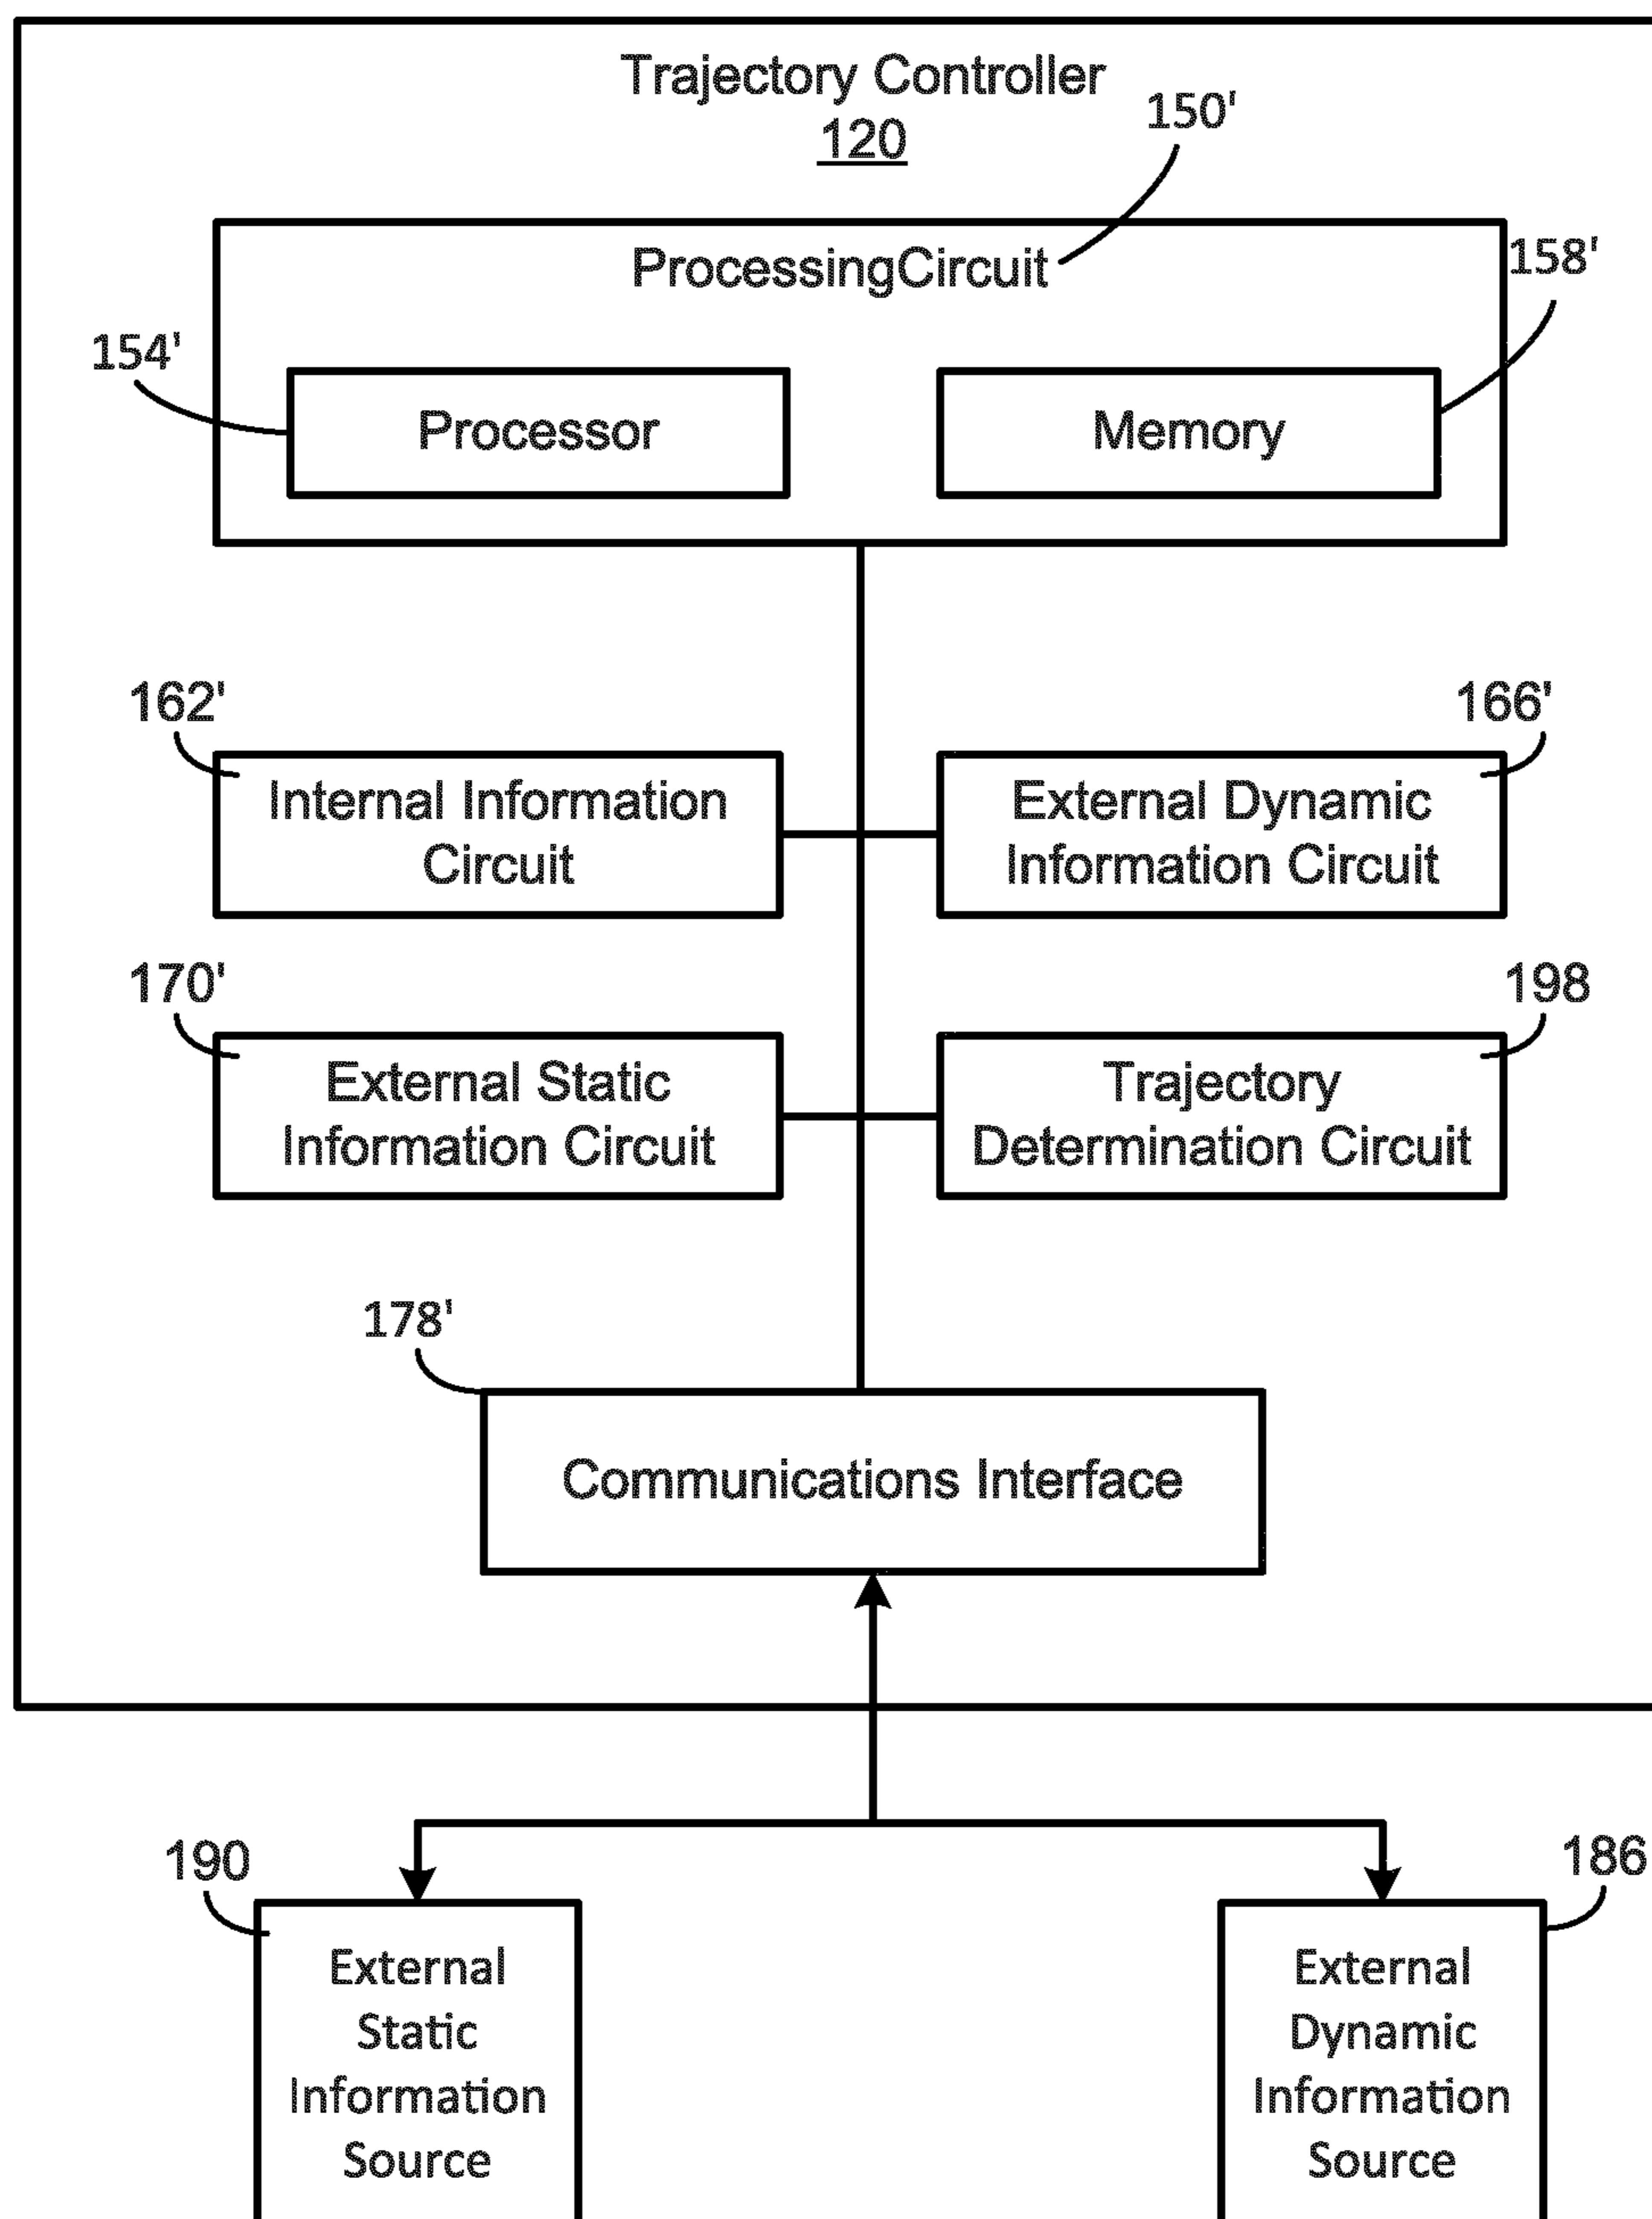 Trajectory Controller
120
150'
ProcessingCircuit
158'
154'
Processor
Memory
162'
166'
Internal Information
Circuit
External Dynamic
Information Circuit
170'
198
External Static
Information Circuit
Trajectory
Determination Circuit
178'
Communications Interface
190
186
External
Static
Information
Source
External
Dynamic
Information
Source